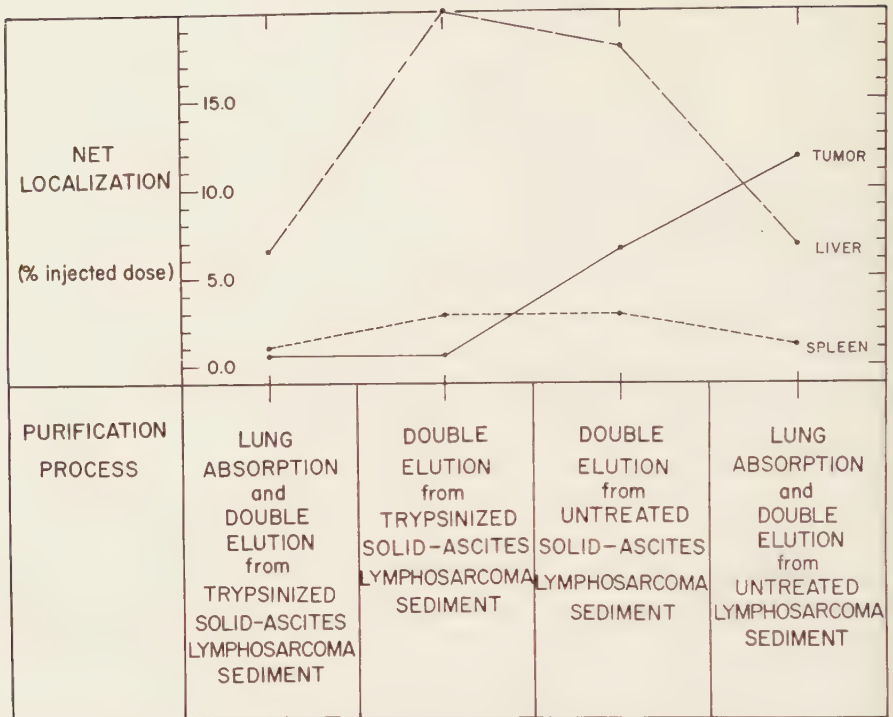 15.0
10.0
5.0
0.0
NET
LOCALIZATION
(% injected dose)
TUMOR
LIVER
SPLEEN
PURIFICATION
PROCESS
LUNG
ABSORPTION
and
DOUBLE
ELUTION
from
TRYPSINIZED
SOLID-ASCITES
LYMPHOSARCOMA
SEDIMENT
DOUBLE
ELUTION
from
TRYPSINIZED
SOLID-ASCITES
LYMPHOSARCOMA
SEDIMENT
DOUBLE
ELUTION
from
UNTREATED
SOLID-ASCITES
LYMPHOSARCOMA
SEDIMENT
LUNG
ABSORPTION
and
DOUBLE
ELUTION
from
UNTREATED
LYMPHOSARCOMA
SEDIMENT